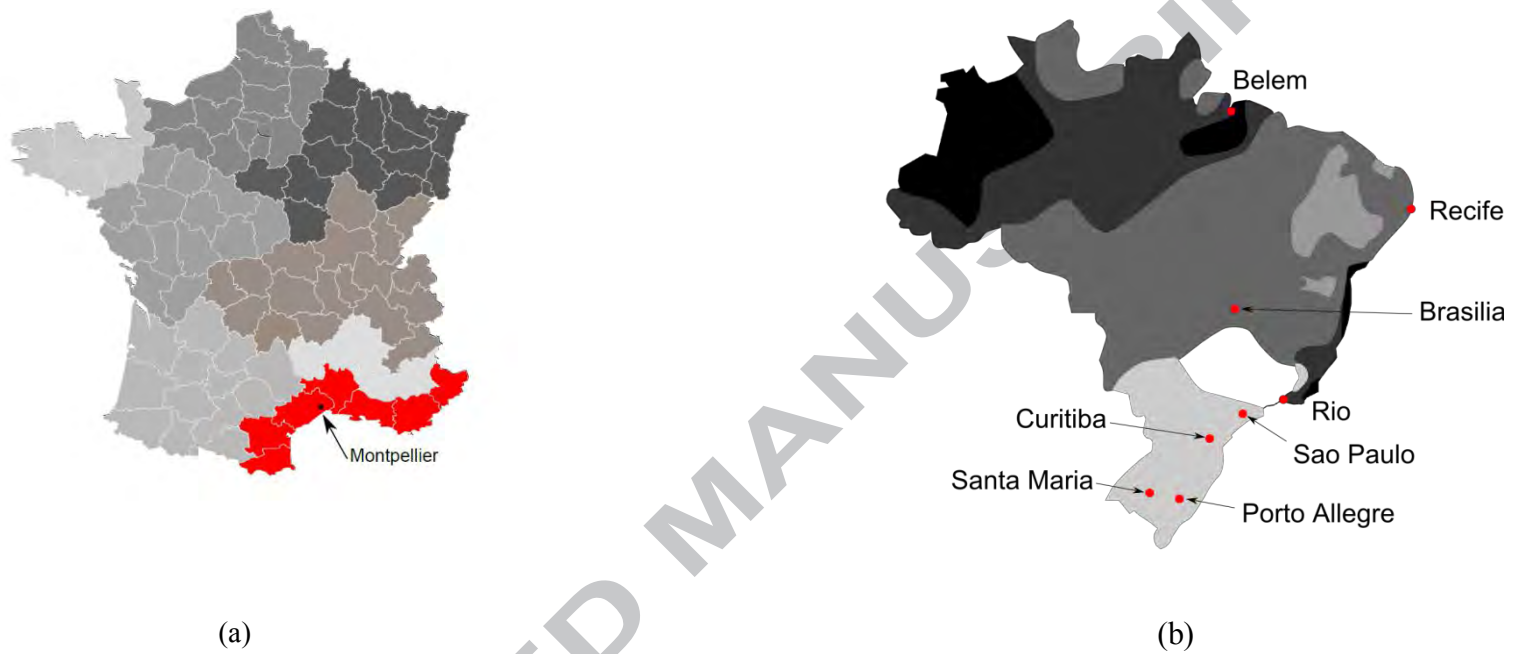 Belem
Recife
Brasilia
Rio
Curitiba
Sao Paulo
Santa Maria
Porto Allegre
Montpellier
(a)
(b)